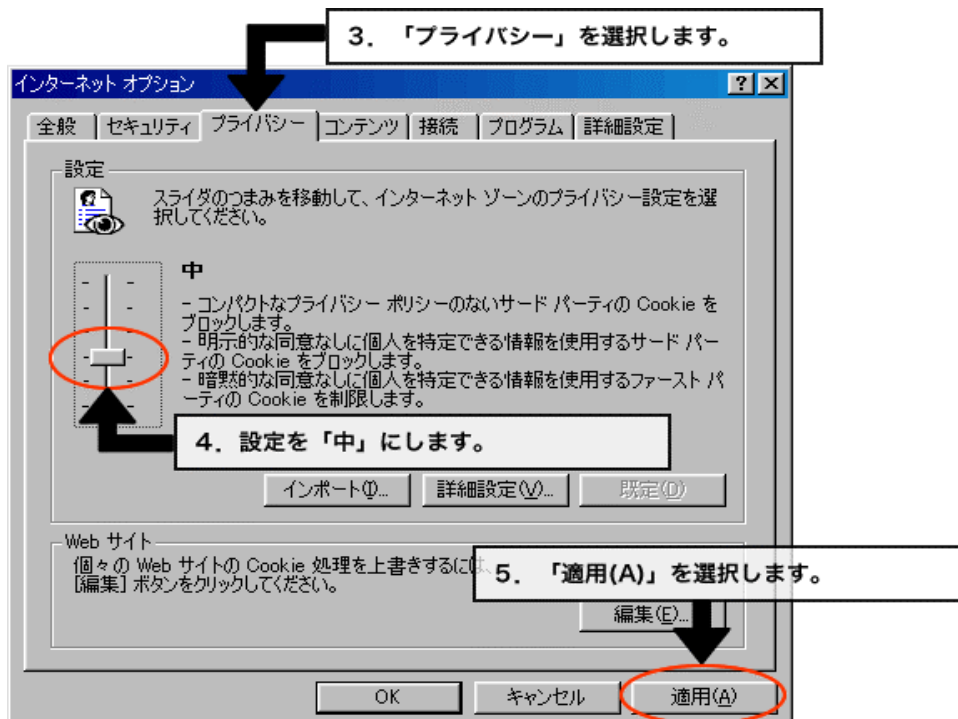 3. 「プライバシー」を選択します。
インターネット オプション
全般 セキュリティ プライバシー コンテンツ 接続 プログラム 詳細設定
設定
スライダのつまみを移動して、インターネット ゾーンのプライバシー設定を選
択してください。
中
- コンパクトなプライバシー ポリシーのないサード パーティの Cookie を
ブロックします。
- 明示的な同意なしに個人を特定できる情報を使用するサード パー
ティの Cookie をブロックします。
- 暗黙的な同意なしに個人を特定できる情報を使用するファースト パ
ーティの Cookie を制限します。
4. 設定を「中」にします。
インポート(I)... 詳細設定(V)... 既定(D)
Web サイト
個々の Web サイトの Cookie 処理を上書きするには、
[編集] ボタンをクリックしてください。
5. 「適用(A)」を選択します。
編集(E)...
OK キャンセル 適用(A)